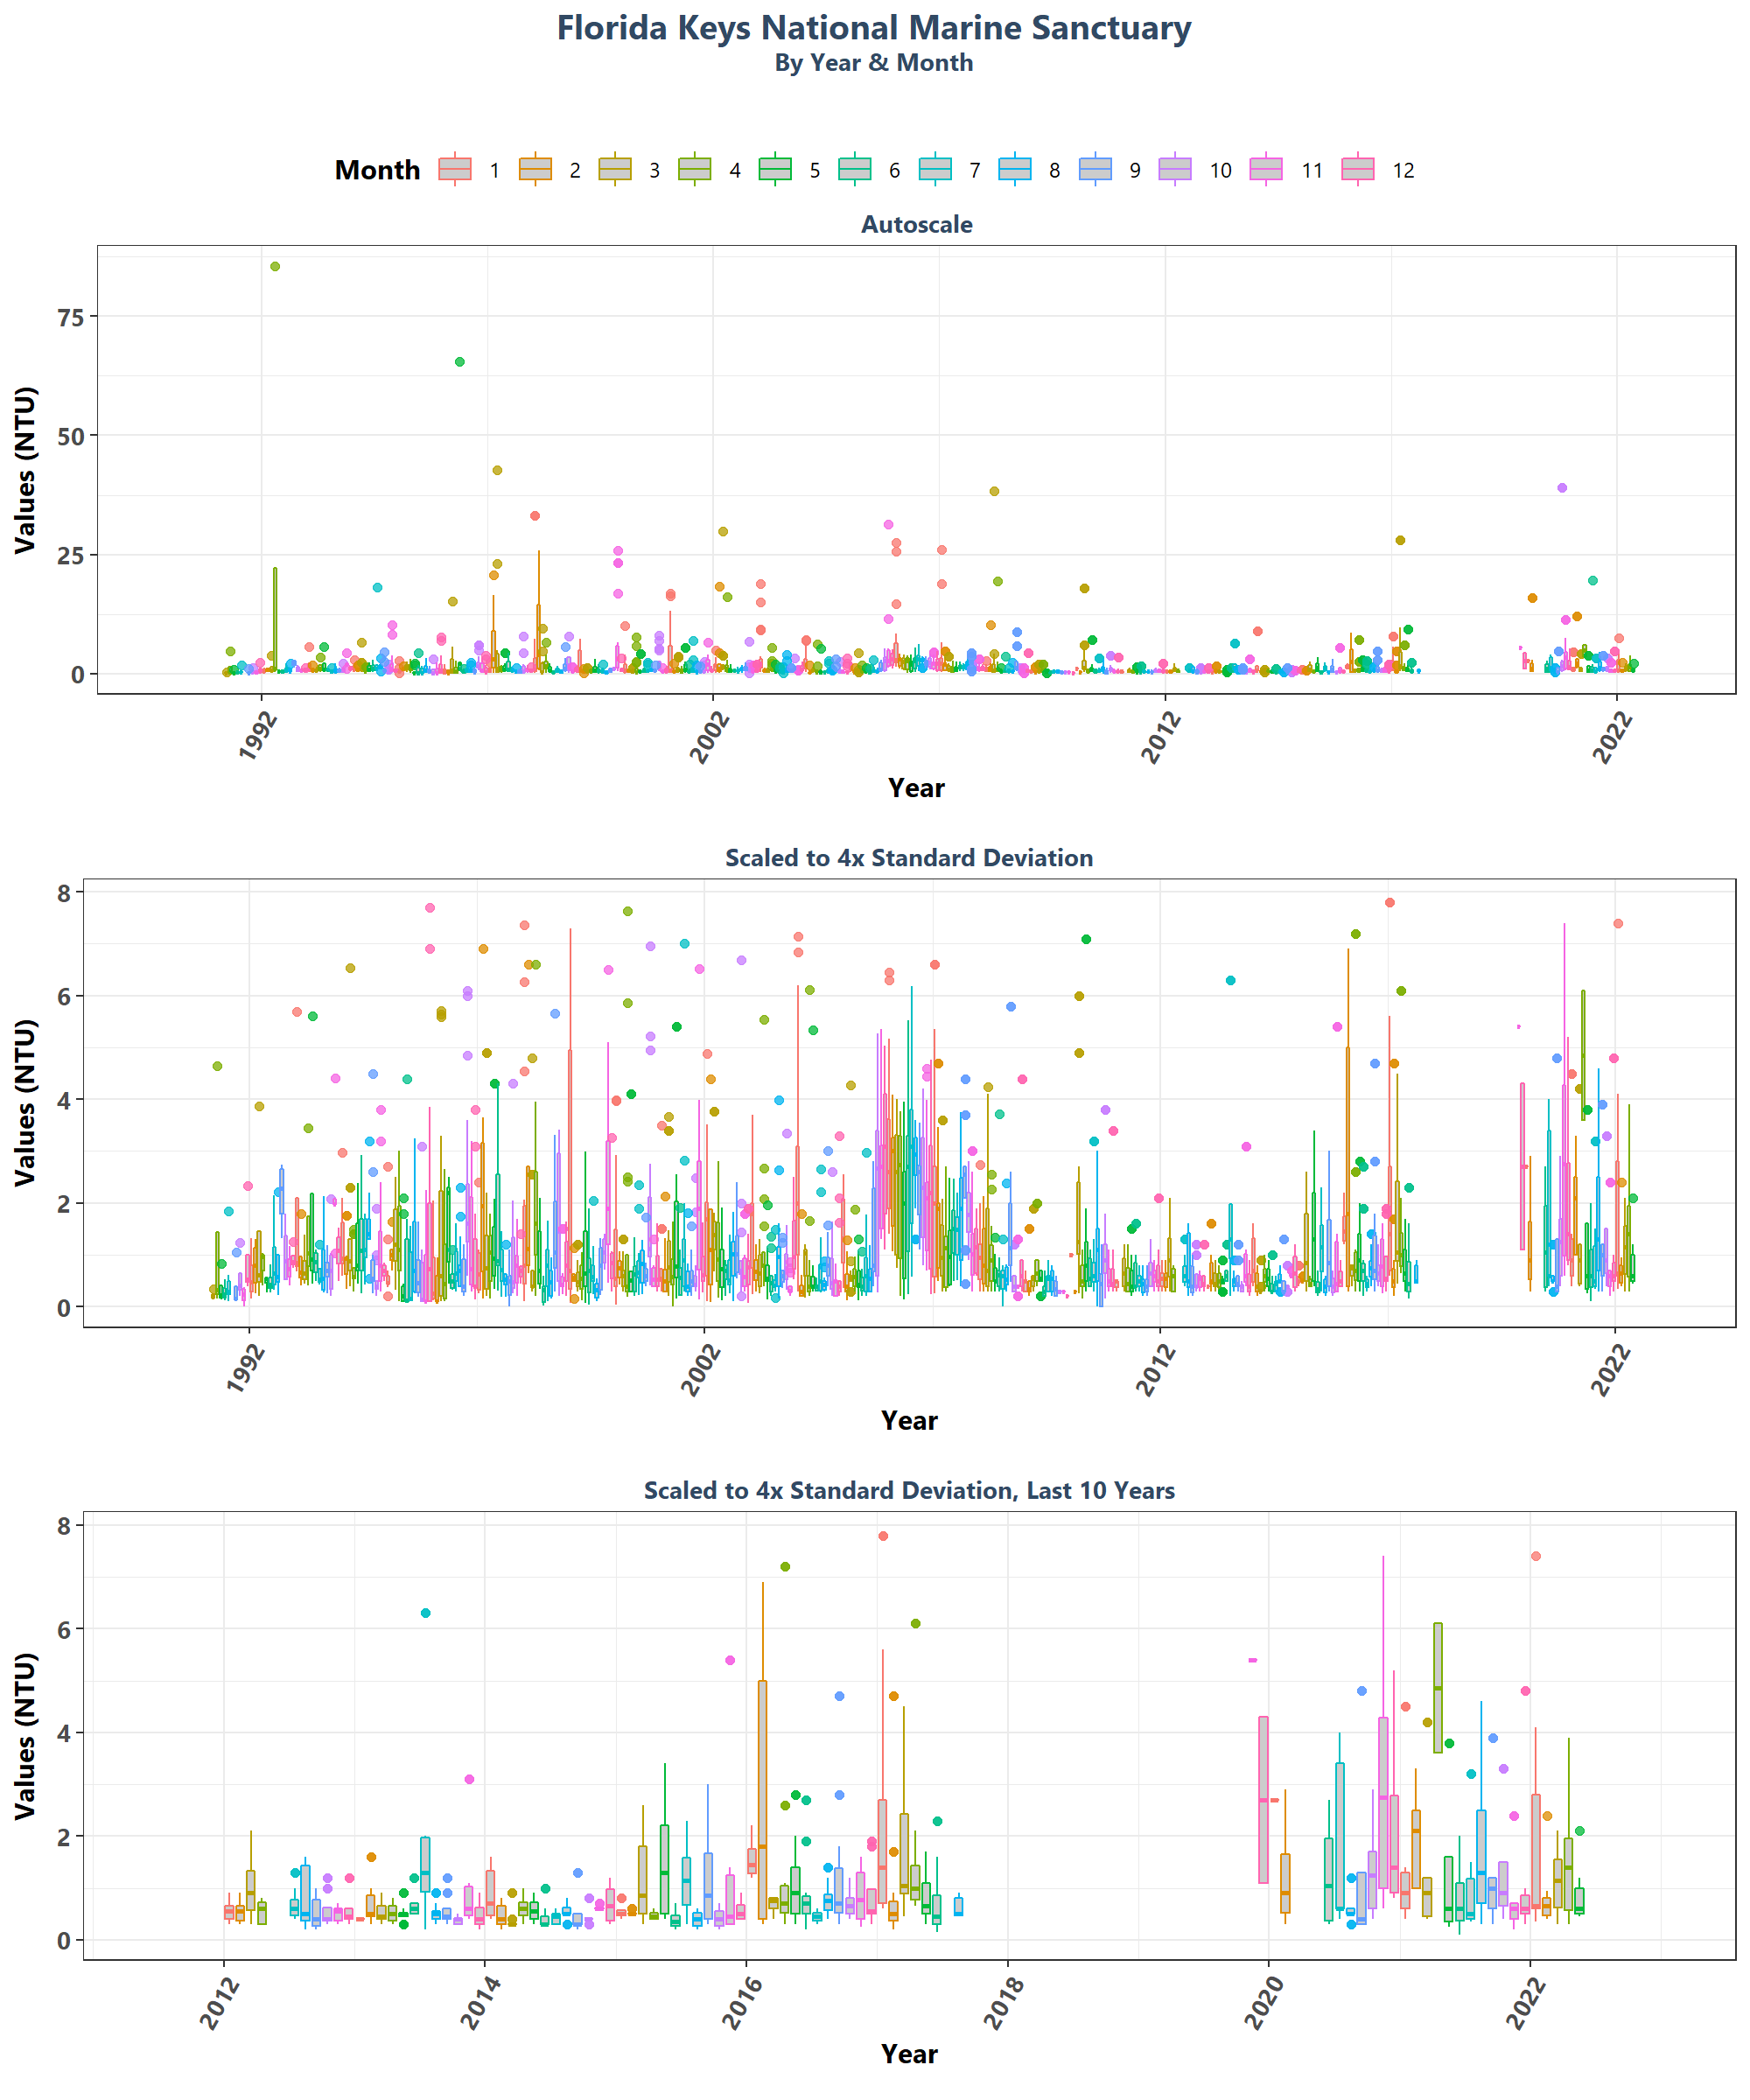 Florida Keys National Marine Sanctuary
By Year & Month
Month 1 2 3 4 5 6 7 8 9 10 11 12
Autoscale
Values (NTU)
75
50
25
0
1992 2002 2012 2022
Year
Scaled to 4x Standard Deviation
Values (NTU)
8
6
4
2
0
1992 2002 2012 2022
Year
Scaled to 4x Standard Deviation, Last 10 Years
Values (NTU)
8
6
4
2
0
2012 2014 2016 2018 2020 2022
Year